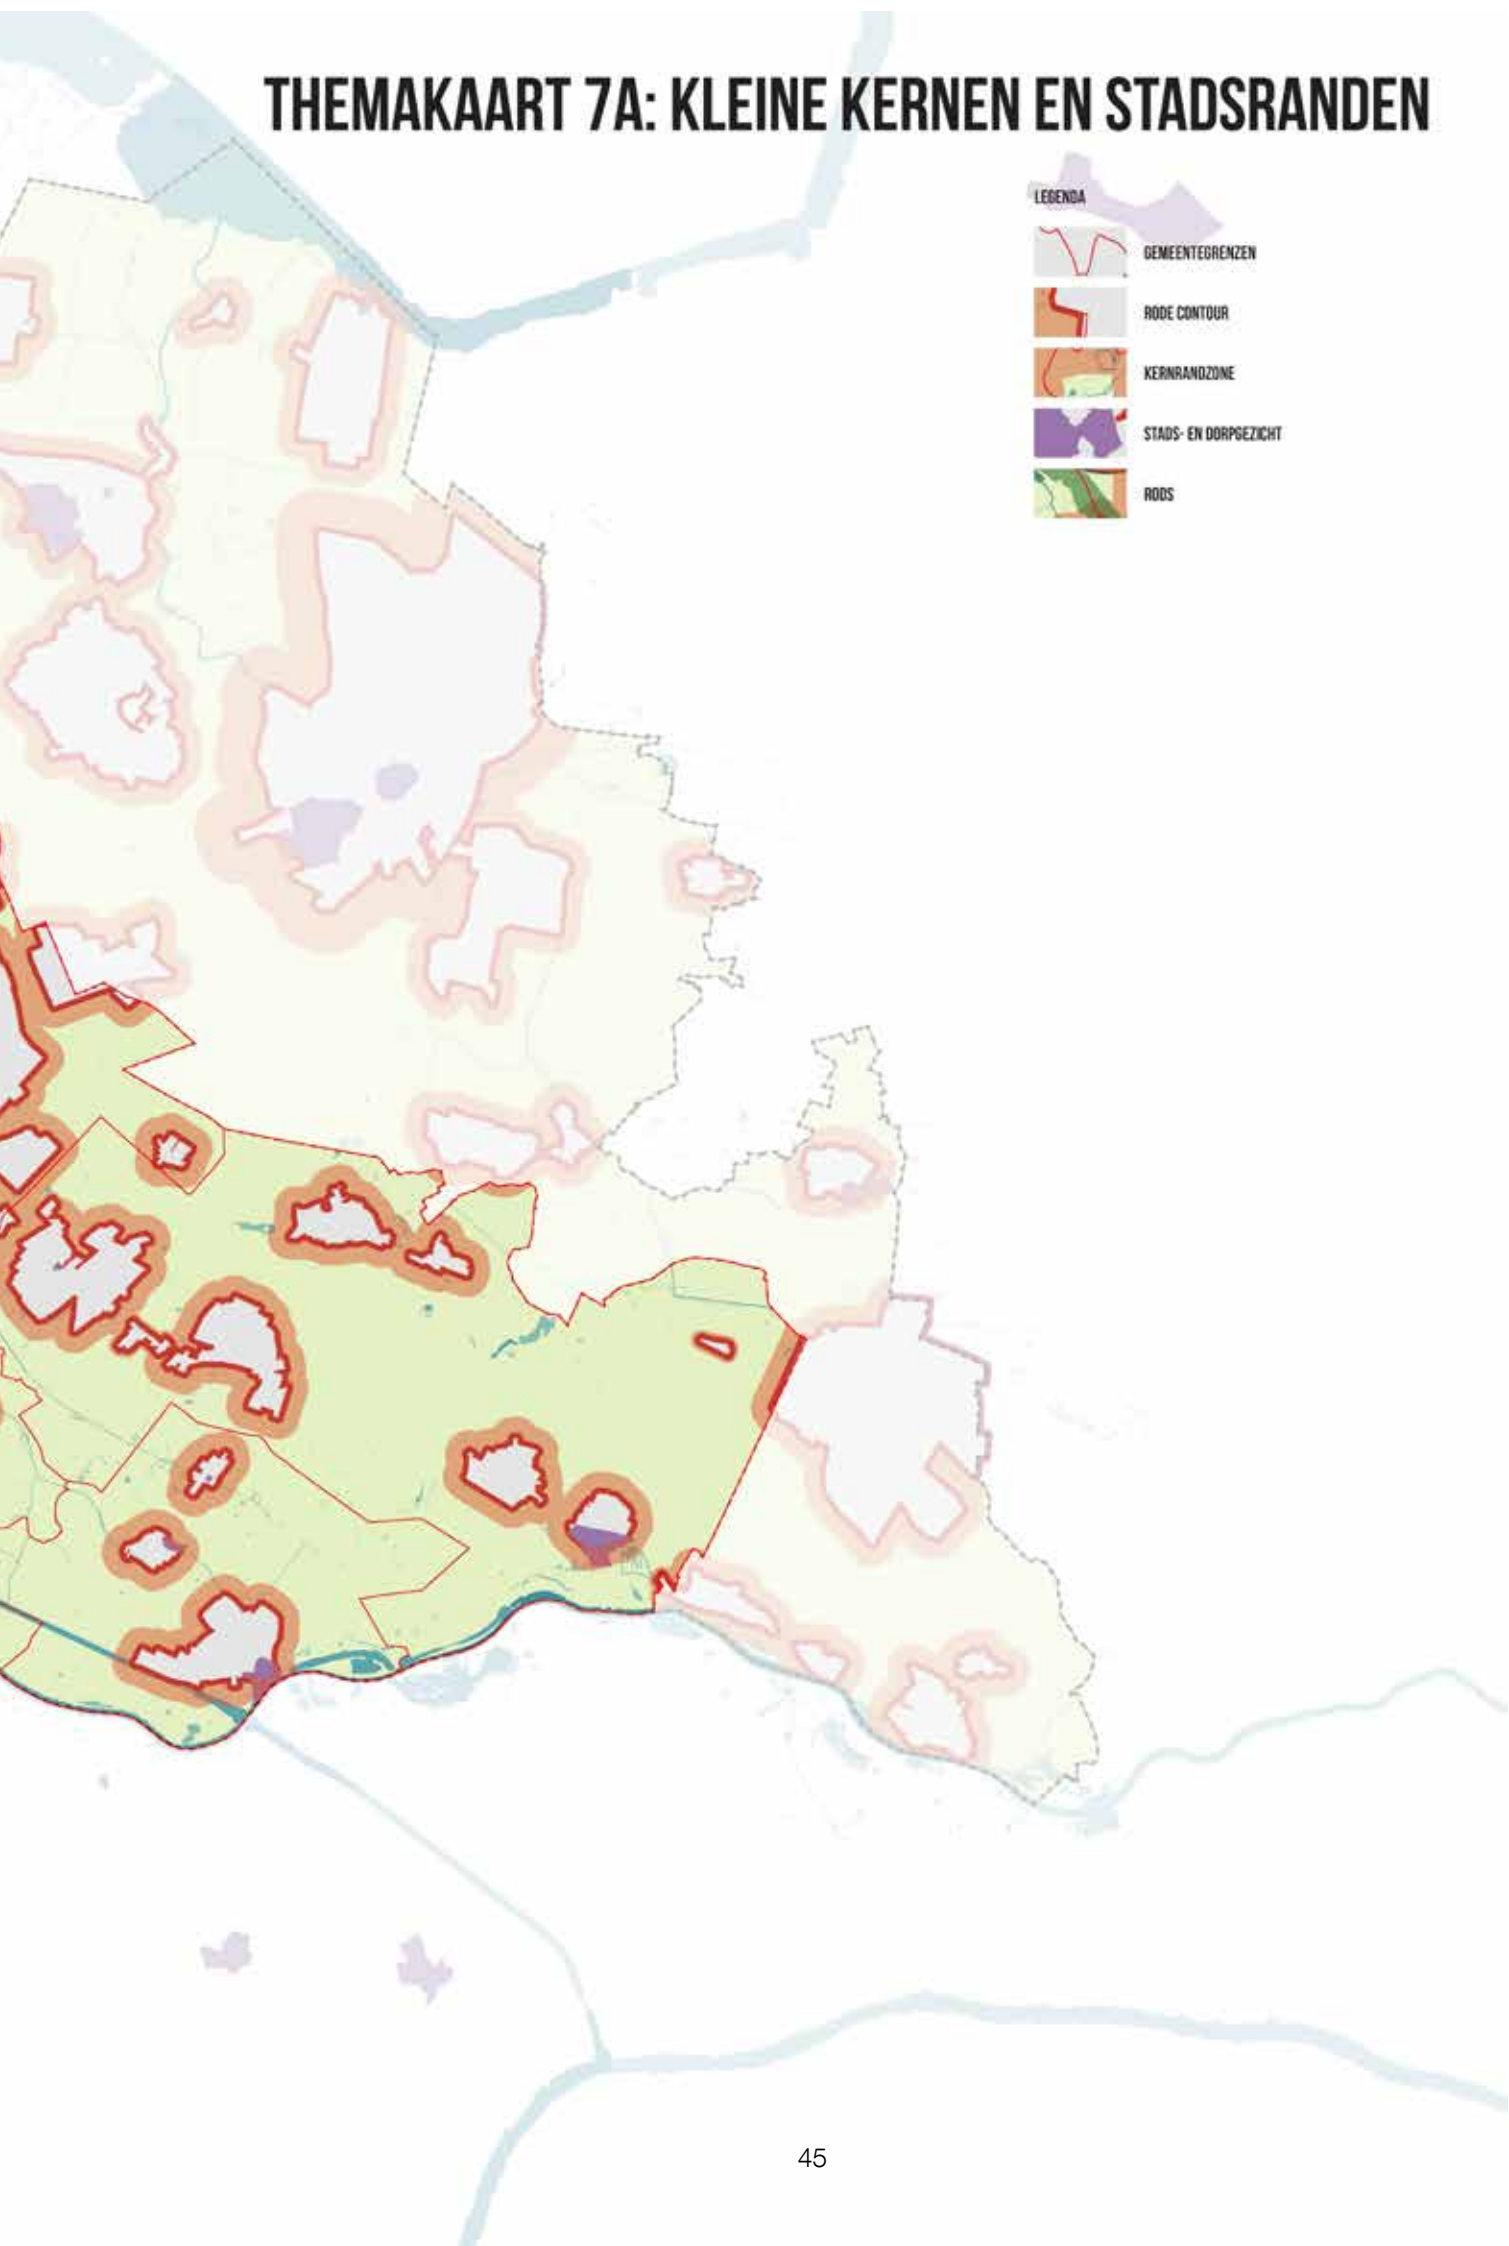 THEMAKAART 7A: KLEINE KERNEN EN STADSRANDEN
LEGENDA
GEMEENTEGRENZEN
RODE CONTOUR
KERNRANDZONE
STADS- EN DORPGEZICHT
RODS
45